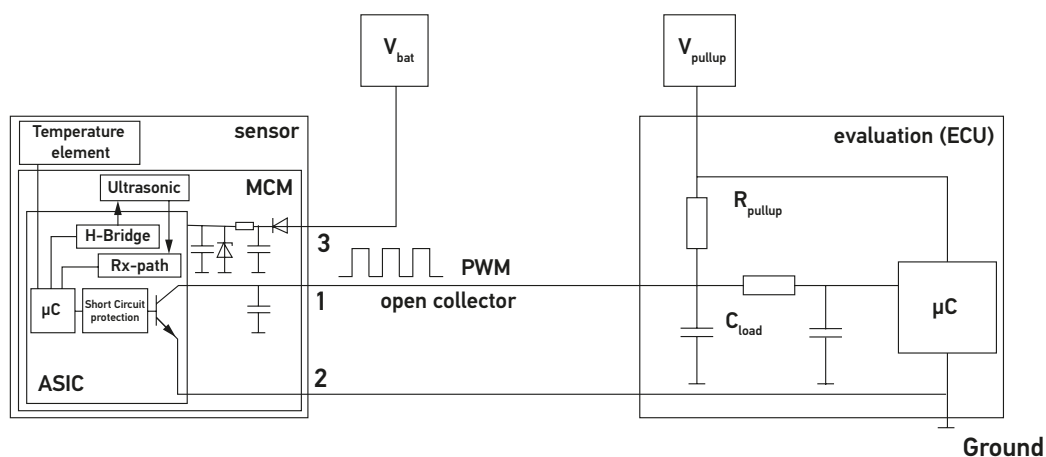 V bat
V pullup
Temperature
element
sensor
evaluation (ECU)
MCM
Ultrasonic
R pullup
H-Bridge
3
Rx-path
PWM
1
open collector
µC
Short Circuit
protection
C load
µC
ASIC
2
Ground